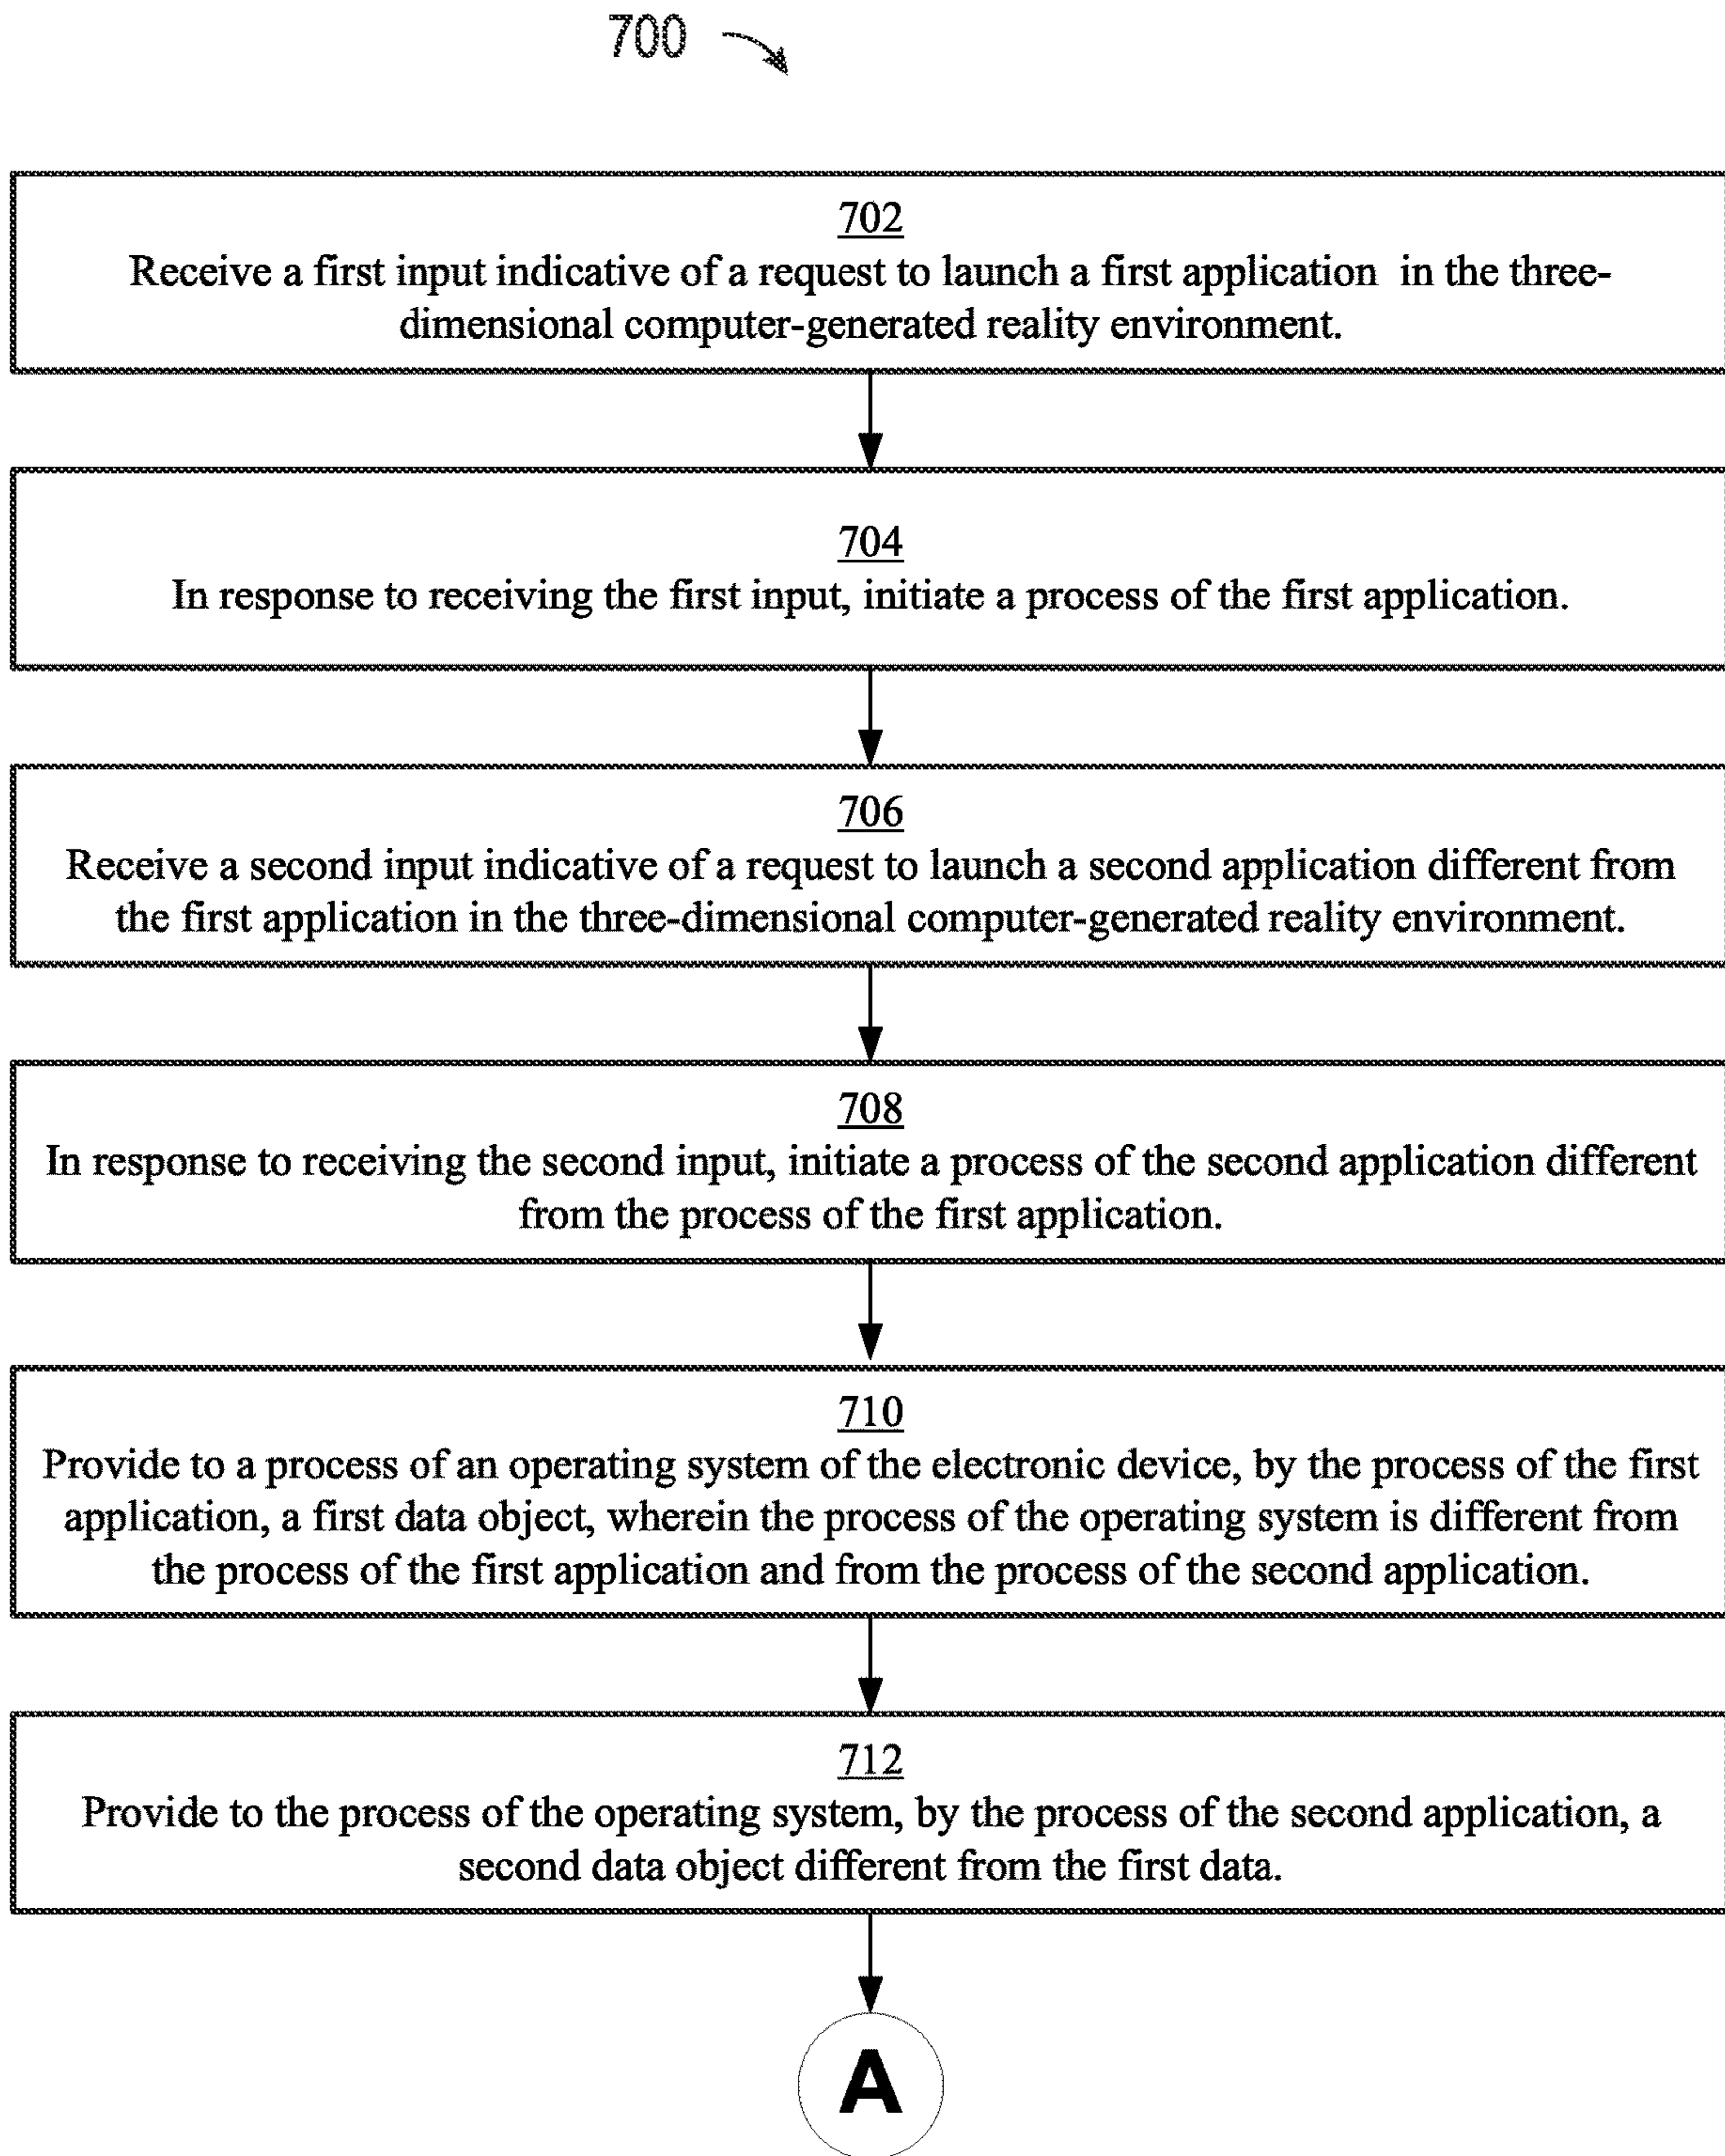 700
702
Receive a first input indicative of a request to launch a first application in the three-
dimensional computer-generated reality environment.
704
In response to receiving the first input, initiate a process of the first application.
706
Receive a second input indicative of a request to launch a second application different from
the first application in the three-dimensional computer-generated reality environment.
708
In response to receiving the second input, initiate a process of the second application different
from the process of the first application.
710
Provide to a process of an operating system of the electronic device, by the process of the first
application, a first data object, wherein the process of the operating system is different from
the process of the first application and from the process of the second application.
712
Provide to the process of the operating system, by the process of the second application, a
second data object different from the first data.
A